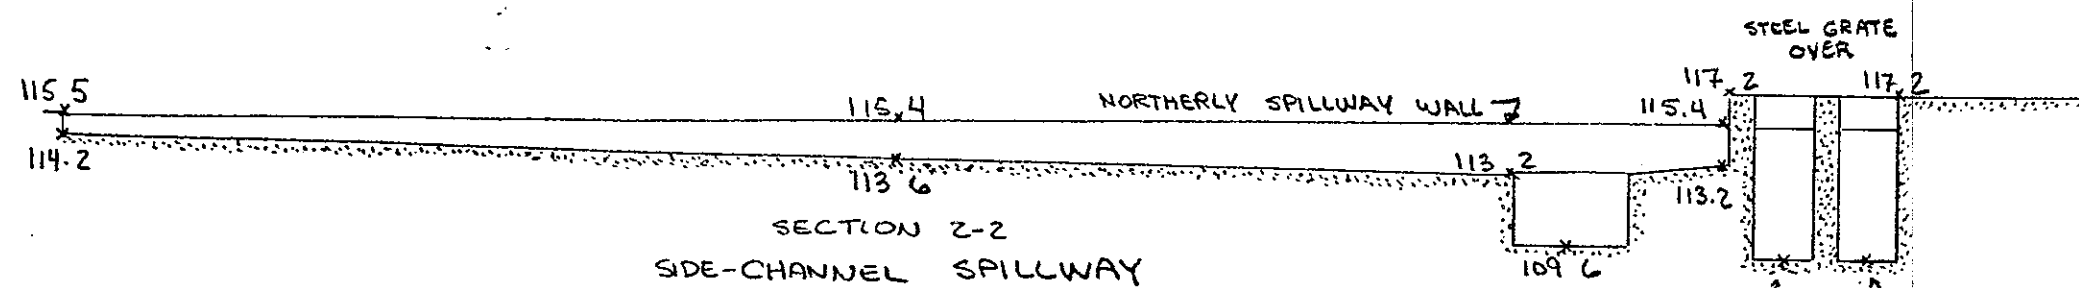 STEEL GRATE
OVER
117.2
117.2
115.5
115.4
NORTHERLY SPILLWAY WALL
115.4
114.2
113.6
113.2
113.2
109.6
SECTION 2-2
SIDE-CHANNEL SPILLWAY